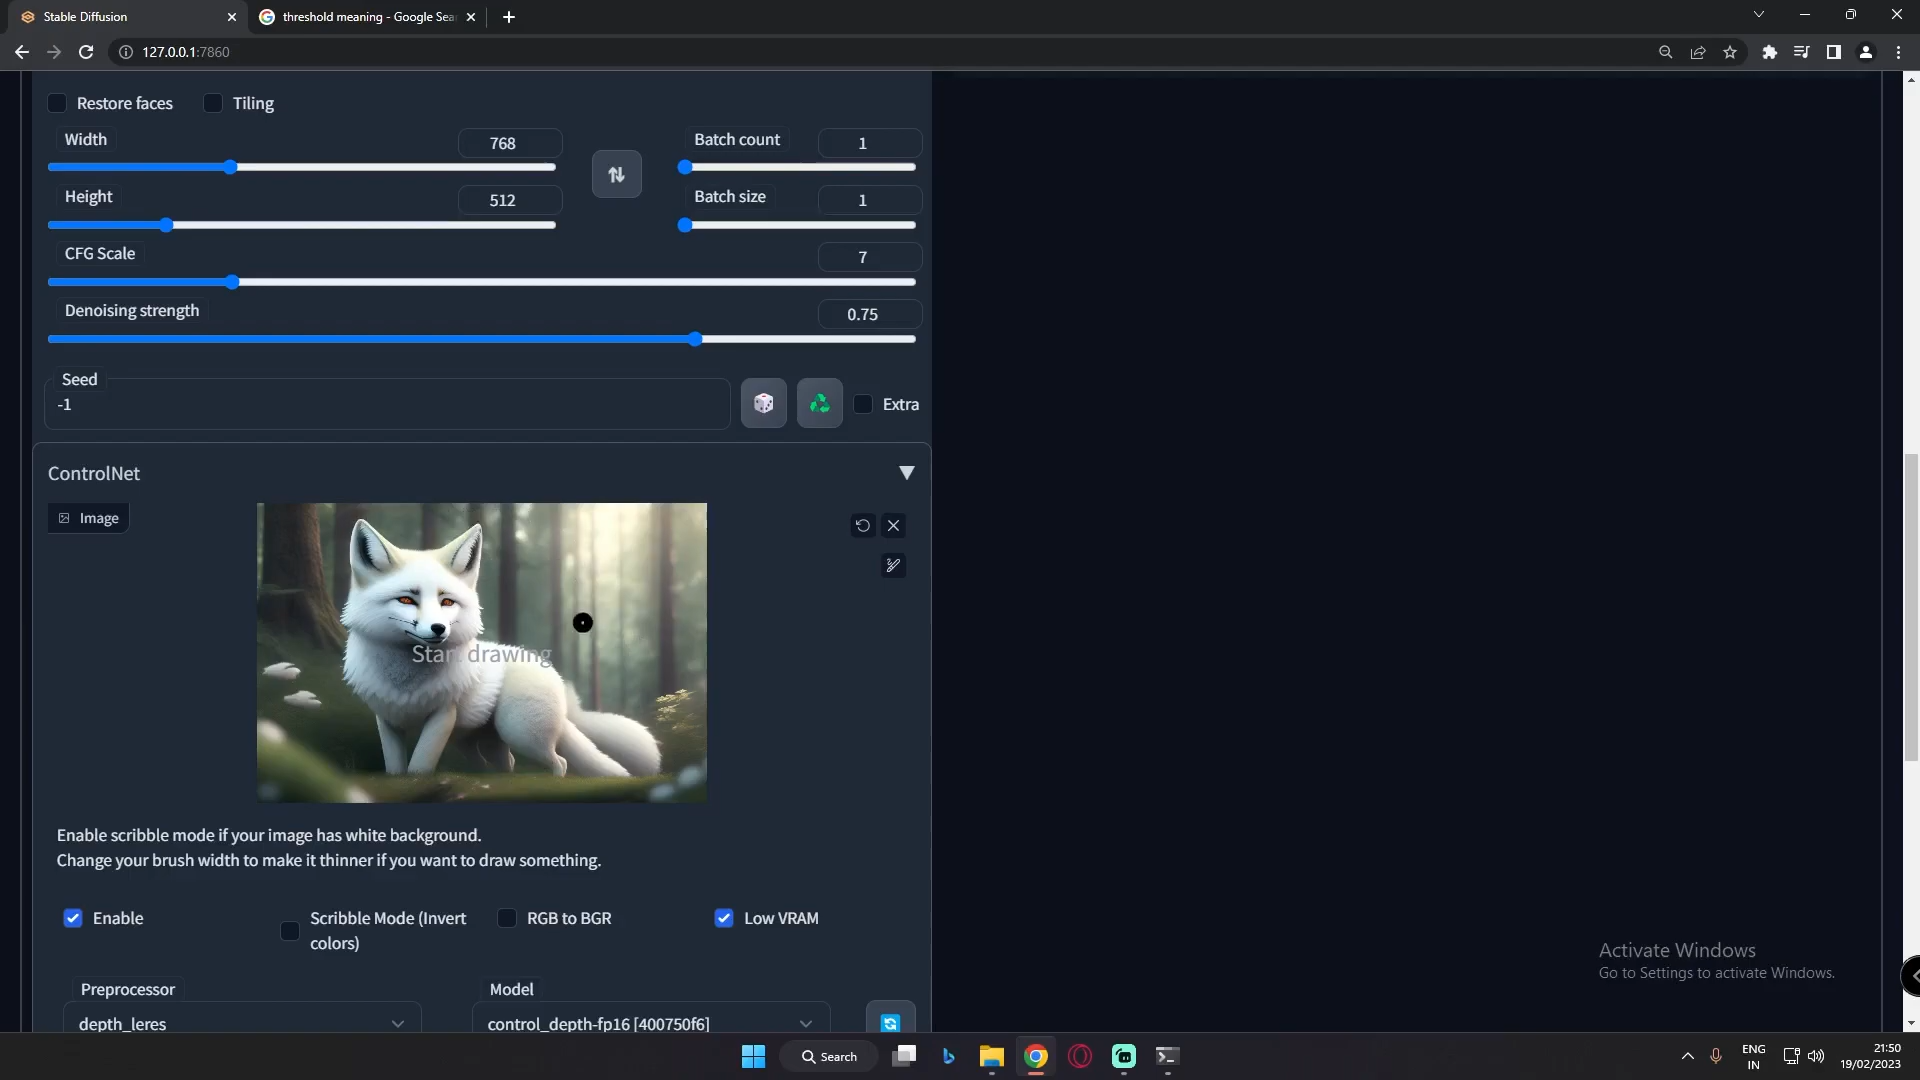 Stable Diffusion
threshold meaning - Google Sea
127.0.0.1:7860
Restore faces
Tiling
Width
768
Batch count
1
Height
512
Batch size
1
CFG Scale
7
Denoising strength
0.75
Seed
-1
Extra
ControlNet
Image
Start drawing
Enable scribble mode if your image has white background.
Change your brush width to make it thinner if you want to draw something.
Enable
Scribble Mode (Invert
colors)
RGB to BGR
Low VRAM
Preprocessor
Model
depth_leres
control_depth-fp16 [400750f6]
Activate Windows
Go to Settings to activate Windows.
Search
ENG
IN
21:50
19/02/2023